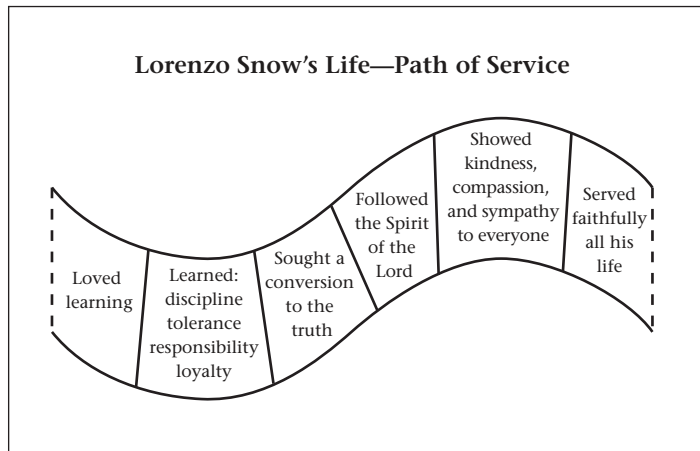 Lorenzo Snow's Life—Path of Service
Loved
learning
Learned:
discipline
tolerance
responsibility
loyalty
Sought a
conversion
to the
truth
Followed
the Spirit
of the
Lord
Showed
kindness,
compassion,
and sympathy
to everyone
Served
faithfully
all his
life